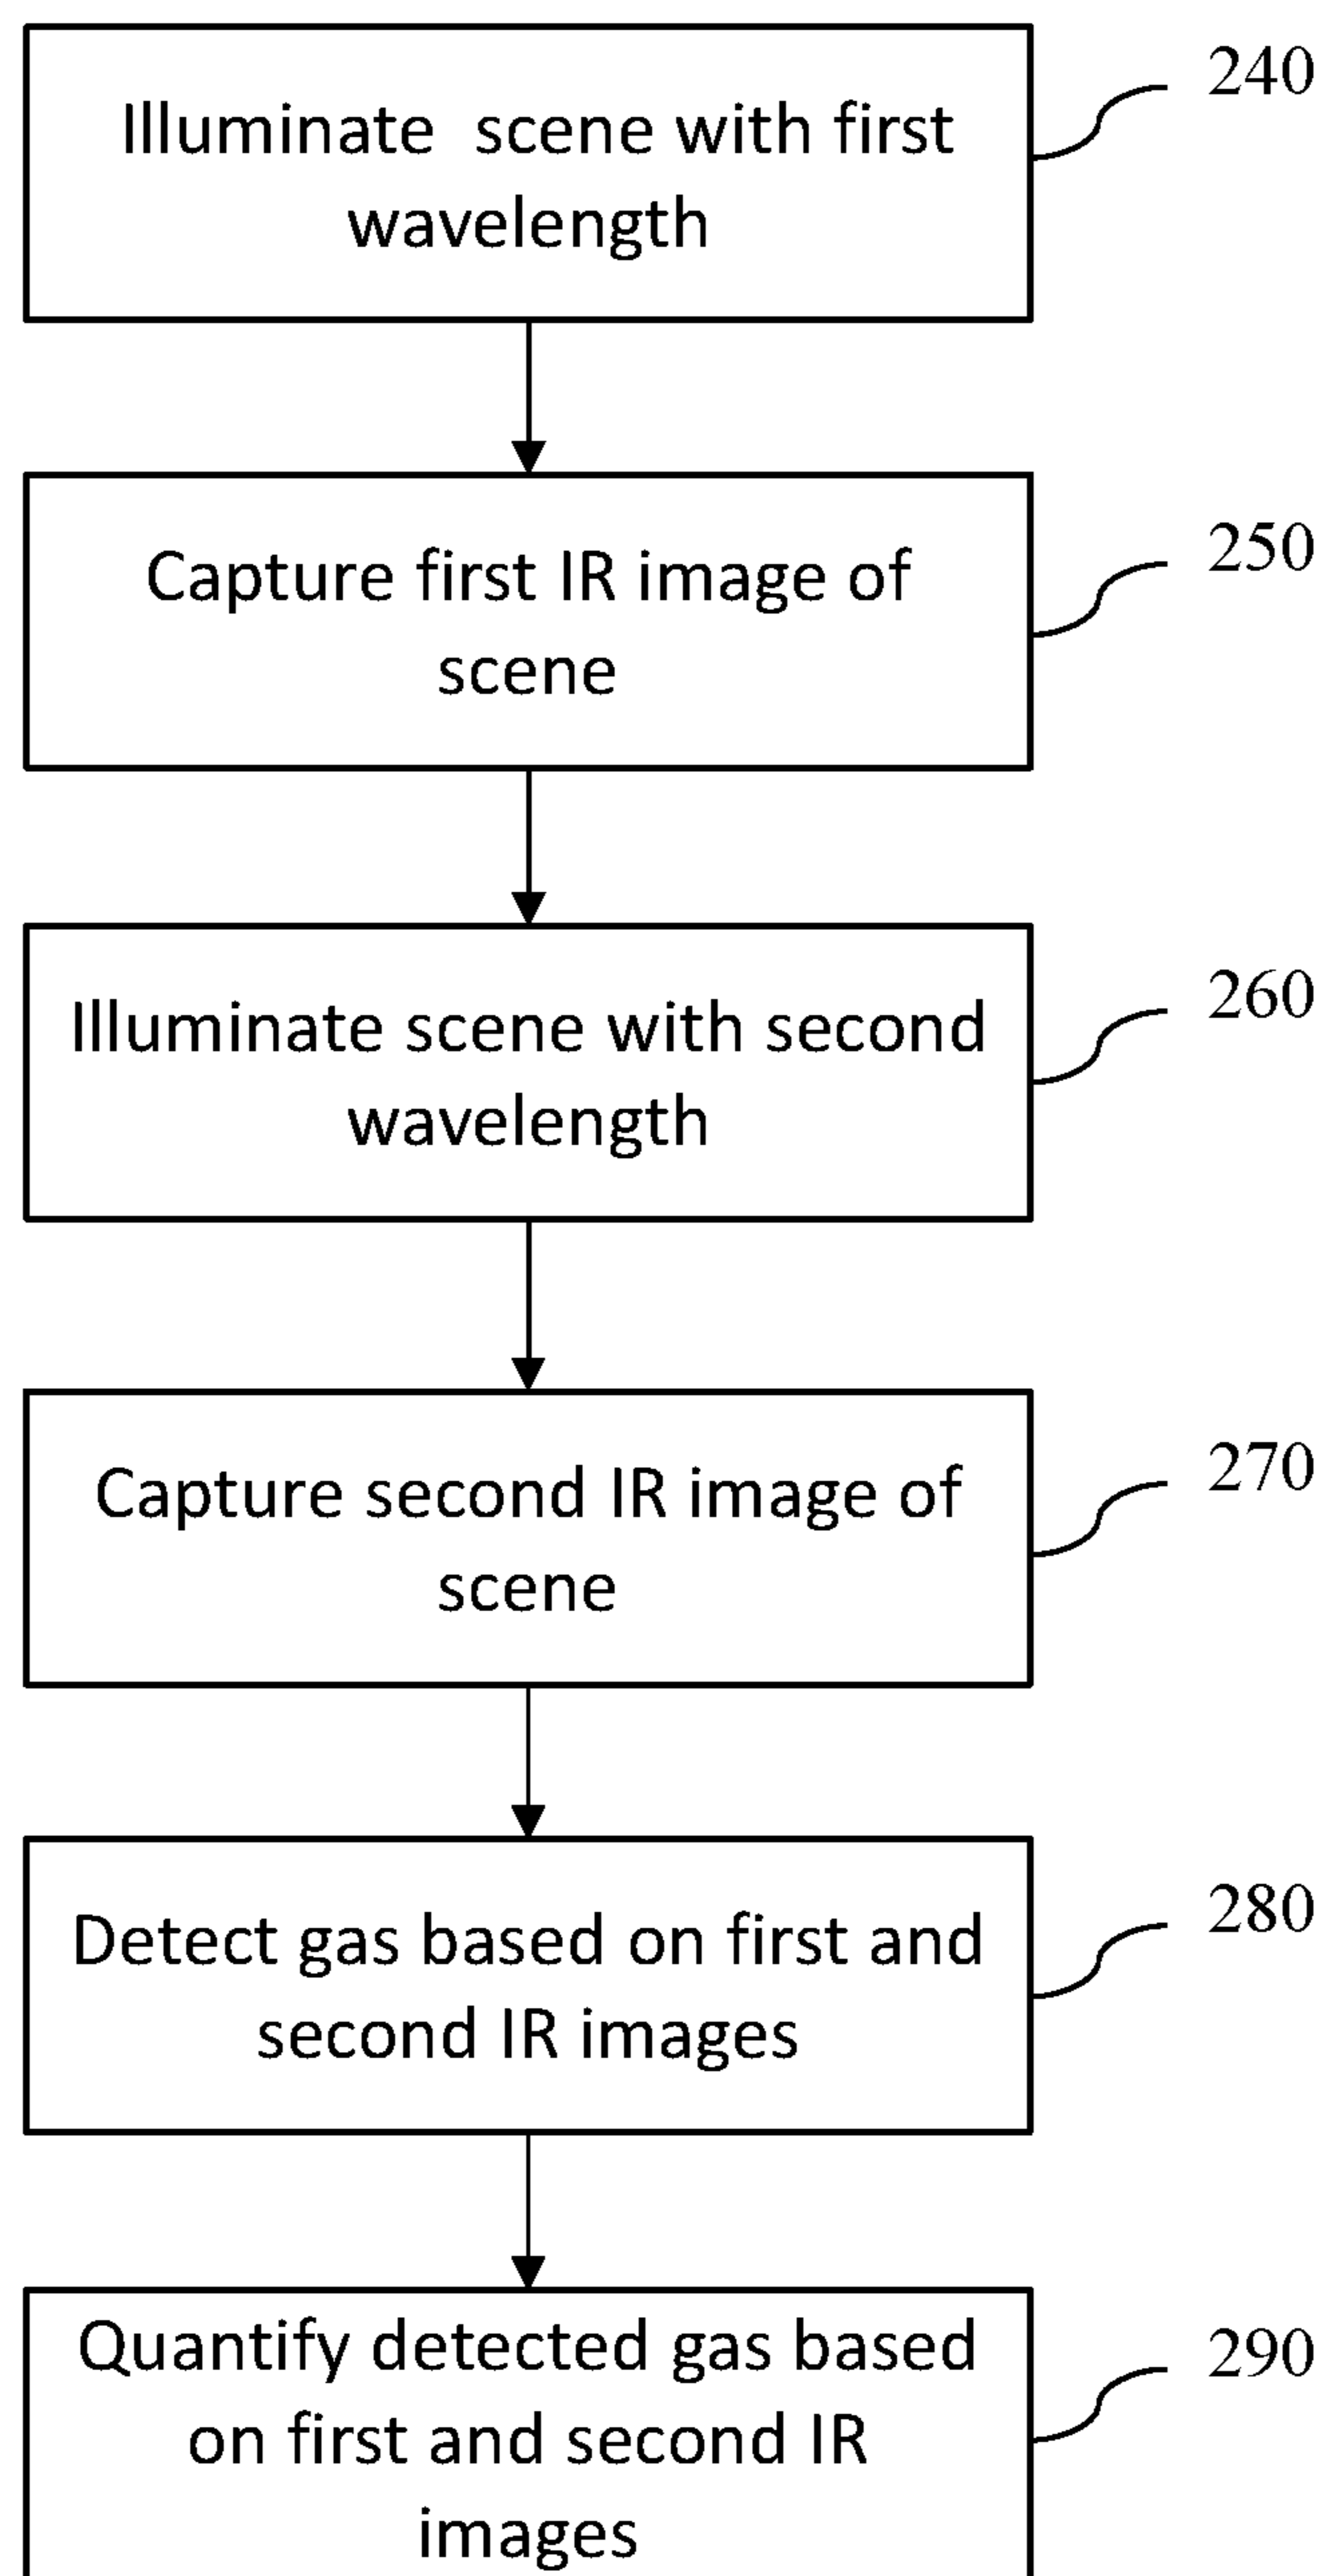 Illuminate  scene with first
wavelength
240
Capture first IR image of
scene
250
Illuminate scene with second
wavelength
260
Capture second IR image of
scene
270
Detect gas based on first and
second IR images
280
Quantify detected gas based
on first and second IR
images
290